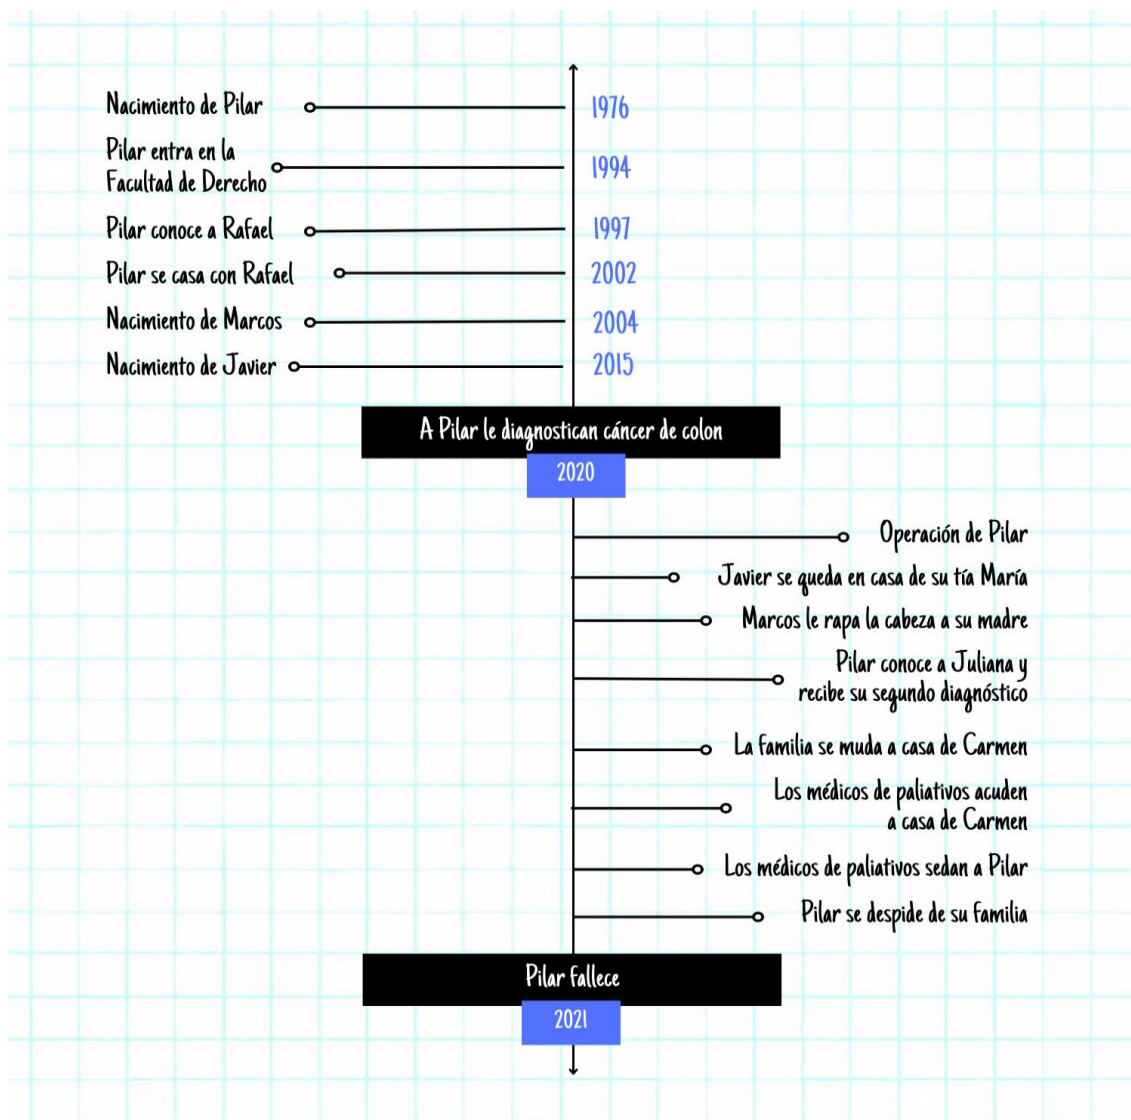 Nacimiento de Pilar
1976
Pilar entra en la
Facultad de Derecho
1994
Pilar conoce a Rafael
1997
Pilar se casa con Rafael
2002
Nacimiento de Marcos
2004
Nacimiento de Javier
2015
A Pilar le diagnostican cáncer de colon
2020
Operación de Pilar
Javier se queda en casa de su tía María
Marcos le rapa la cabeza a su madre
Pilar conoce a Juliana y
recibe su segundo diagnóstico
La familia se muda a casa de Carmen
Los médicos de paliativos acuden
a casa de Carmen
Los médicos de paliativos sedan a Pilar
Pilar se despide de su familia
Pilar fallece
2021